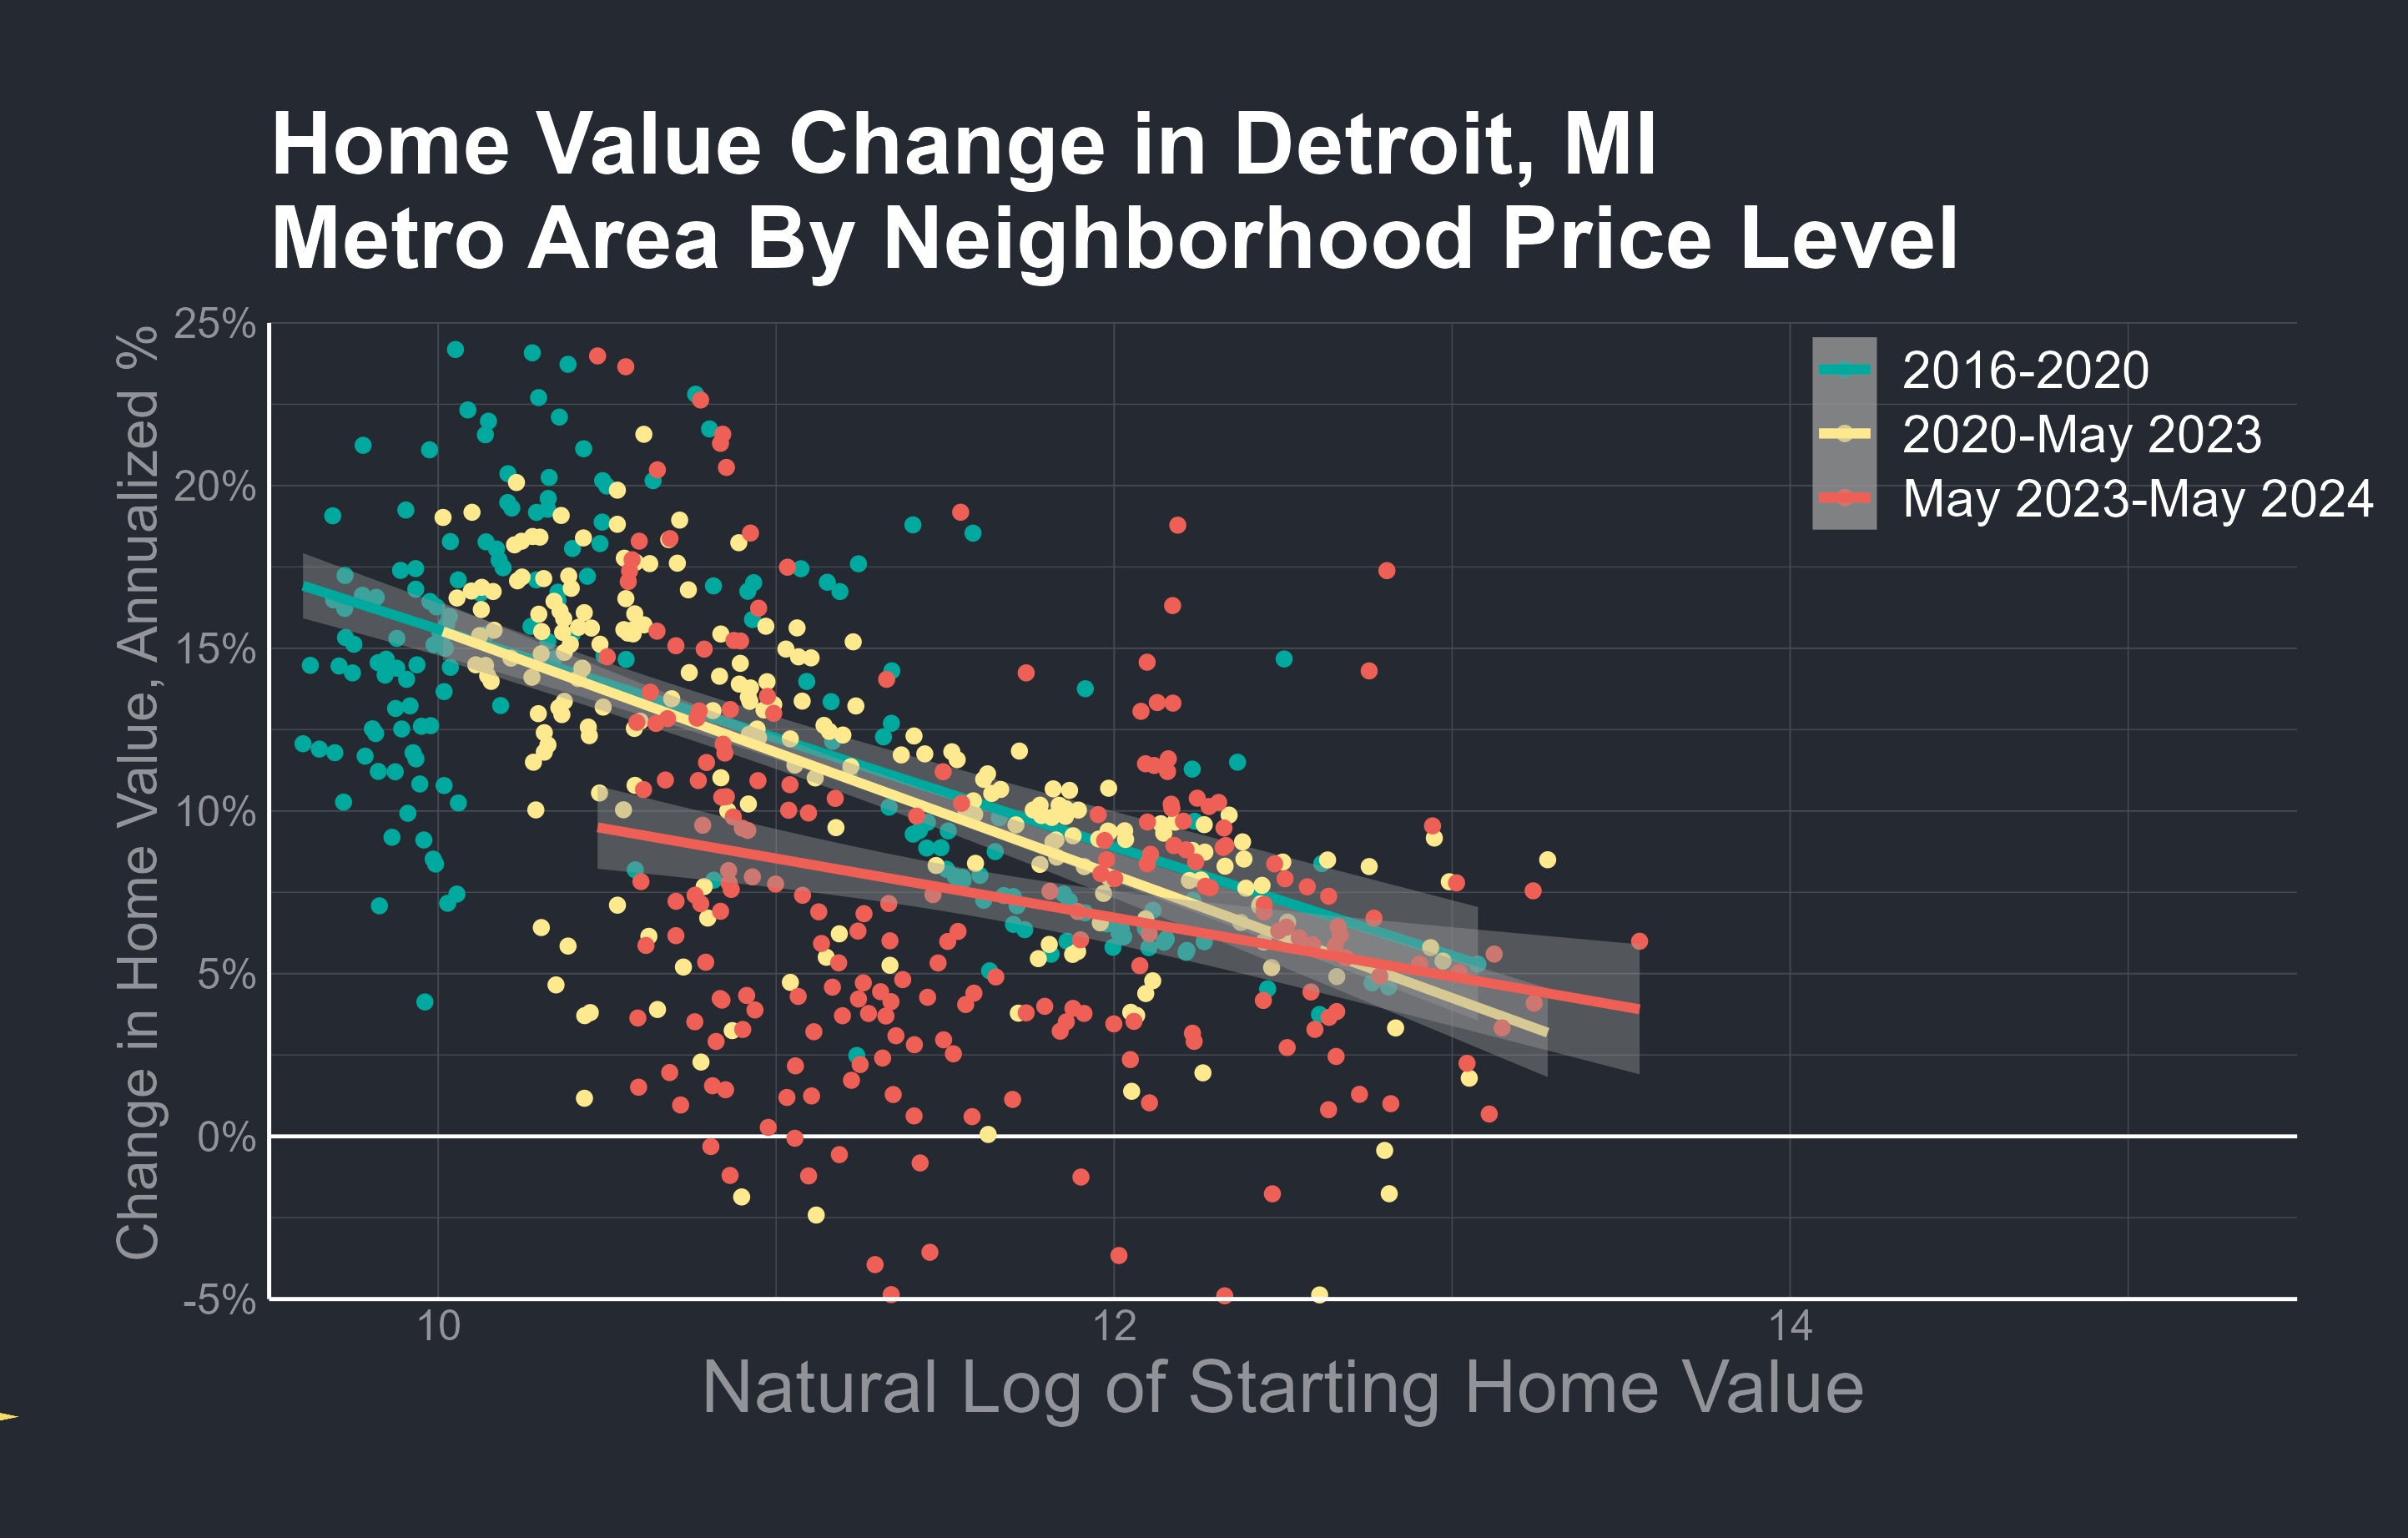 Home Value Change in Detroit, MI
Metro Area By Neighborhood Price Level
Change in Home Value, Annualized %
25%
20%
15%
10%
5%
0%
-5%
2016-2020
2020-May 2023
May 2023-May 2024
10
12
14
Natural Log of Starting Home Value